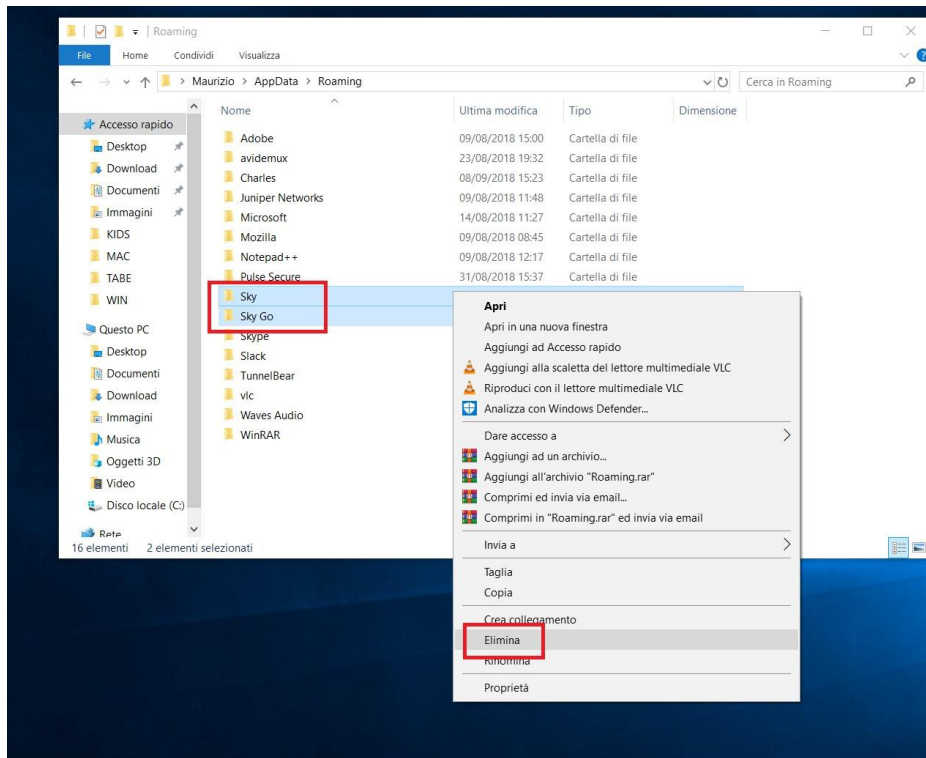 Roaming
File Home Condividi Visualizza
Maurizio > AppData > Roaming Cerca in Roaming
Nome Ultima modifica Tipo Dimensione
Accesso rapido
Desktop
Download
Documenti
Immagini
KIDS
MAC
TABE
WIN
Questo PC
Desktop
Documenti
Download
Immagini
Musica
Oggetti 3D
Video
Disco locale (C:)
Rete
Adobe 09/08/2018 15:00 Cartella di file
avidemux 23/08/2018 19:32 Cartella di file
Charles 08/09/2018 15:23 Cartella di file
Juniper Networks 09/08/2018 11:48 Cartella di file
Microsoft 14/08/2018 11:27 Cartella di file
Mozilla 09/08/2018 08:45 Cartella di file
Notepad++ 09/08/2018 12:17 Cartella di file
Pulse Secure 31/08/2018 15:37 Cartella di file
Sky
Sky Go
Skype
Slack
TunnelBear
vlc
Waves Audio
WinRAR
16 elementi 2 elementi selezionati
Apri
Apri in una nuova finestra
Aggiungi ad Accesso rapido
Aggiungi alla scaletta del lettore multimediale VLC
Riproduci con il lettore multimediale VLC
Analizza con Windows Defender...
Dare accesso a
Aggiungi ad un archivio...
Aggiungi all'archivio "Roaming.rar"
Comprimi ed invia via email...
Comprimi in "Roaming.rar" ed invia via email
Invia a
Taglia
Copia
Crea collegamento
Elimina
Rinomina
Proprietà